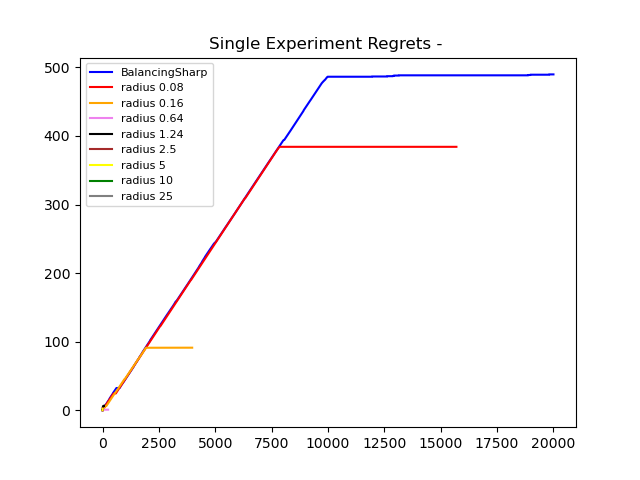 Single Experiment Regrets -
500
400
300
200
100
0
BalancingSharp
radius 0.08
radius 0.16
radius 0.64
radius 1.24
radius 2.5
radius 5
radius 10
radius 25
0 2500 5000 7500 10000 12500 15000 17500 20000